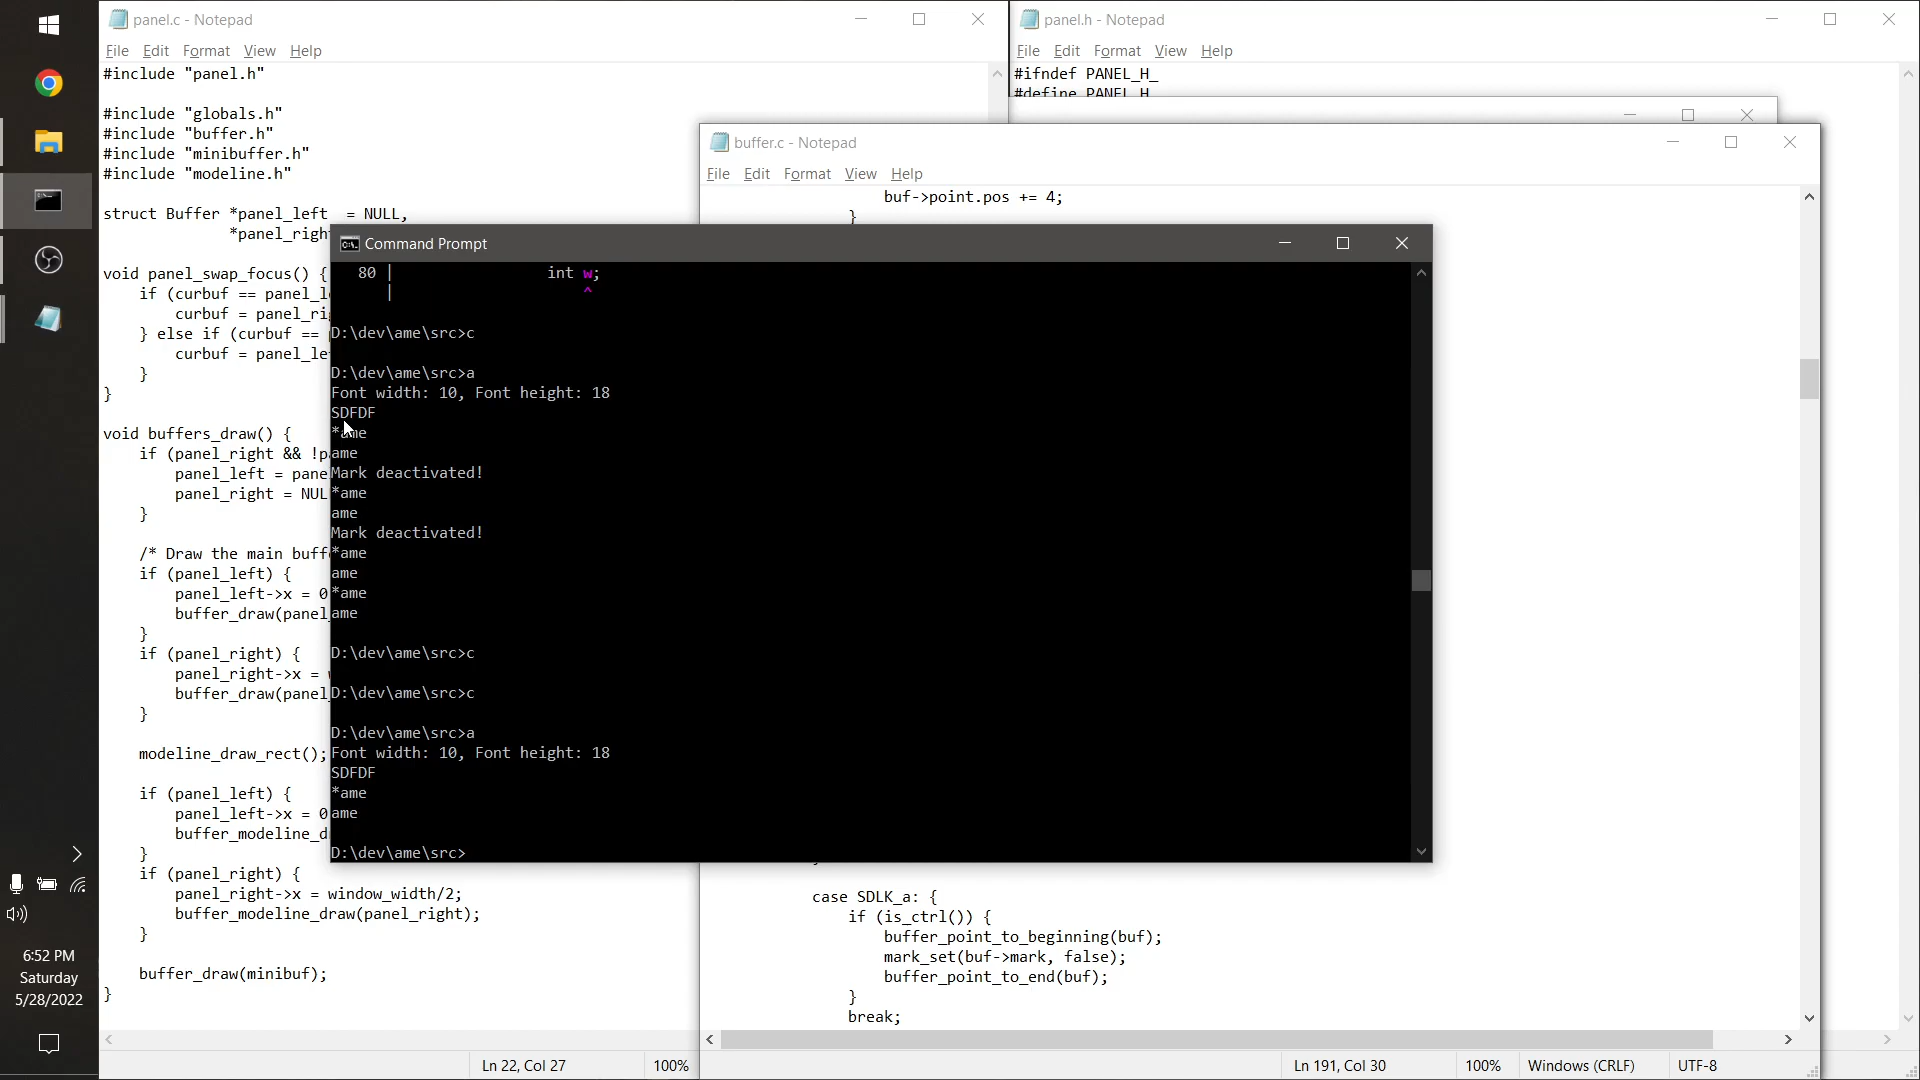 panel.c - Notepad
File Edit Format View Help
#include "panel.h"
#include "globals.h"
#include "buffer.h"
#include "minibuffer.h"
#include "modeline.h"
struct Buffer *panel_left = NULL,
*panel_righ
void panel_swap_focus() {
if (curbuf == panel_l
curbuf = panel_ri
} else if (curbuf ==
curbuf = panel_le
}
}
void buffers_draw() {
if (panel_right && !p
panel_left = pane
panel_right = NUL
}
/* Draw the main buff
if (panel_left) {
panel_left->x = 0
buffer_draw(panel
}
if (panel_right) {
panel_right->x =
buffer_draw(panel
}
modeline_draw_rect();
if (panel_left) {
panel_left->x = 0
buffer_modeline_d
}
if (panel_right) {
panel_right->x = window_width/2;
buffer_modeline_draw(panel_right);
}
buffer_draw(minibuf);
}
Ln 22, Col 27 100%
panel.h - Notepad
File Edit Format View Help
#ifndef PANEL_H_
#define PANEL_H_
buffer.c - Notepad
File Edit Format View Help
buf->point.pos += 4;
}
Command Prompt
80 | int w;
| ^
D:\dev\ame\src>c
D:\dev\ame\src>a
Font width: 10, Font height: 18
SDFDF
*ame
ame
Mark deactivated!
*ame
ame
Mark deactivated!
*ame
ame
*ame
ame
D:\dev\ame\src>c
D:\dev\ame\src>c
D:\dev\ame\src>a
Font width: 10, Font height: 18
SDFDF
*ame
ame
D:\dev\ame\src>
case SDLK_a: {
if (is_ctrl()) {
buffer_point_to_beginning(buf);
mark_set(buf->mark, false);
buffer_point_to_end(buf);
}
break;
Ln 191, Col 30 100% Windows (CRLF) UTF-8
6:52 PM
Saturday
5/28/2022